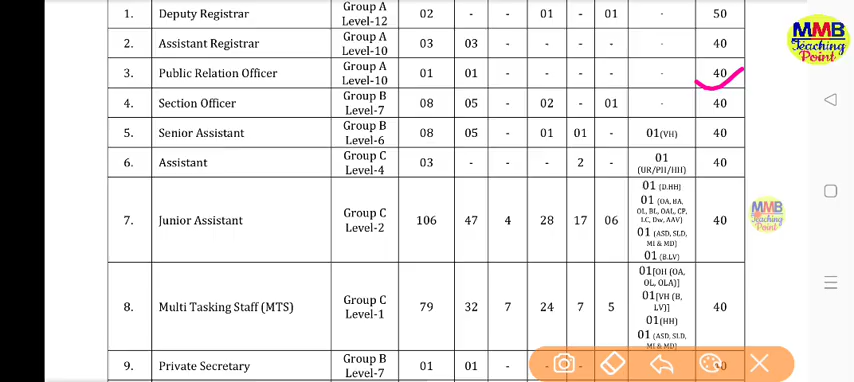 1. Deputy Registrar Group A Level-12 02 - - 01 - 01 - 50
2. Assistant Registrar Group A Level-10 03 03 - - - - - 40
3. Public Relation Officer Group A Level-10 01 01 - - - - - 40
4. Section Officer Group B Level-7 08 05 - 02 - 01 - 40
5. Senior Assistant Group B Level-6 08 05 - 01 01 - 01(VH) 40
6. Assistant Group C Level-4 03 - - - 2 - 01 (UR/PH/HH) 40
7. Junior Assistant Group C Level-2 106 47 4 28 17 06 01 (D.HH) 01 (OA, BA, OL, BL, OAL, CP, LC, Dw, AAV) 01 (ASD, SLD, MI & MD) 01 (B.LV) 40
8. Multi Tasking Staff (MTS) Group C Level-1 79 32 7 24 7 5 01[OH (OA, OL, OLA)] 01[VH (B, LV)] 01(HH) 01 (ASD, SLD, MI & MD) 40
9. Private Secretary Group B Level-7 01 01 -
MMB
Teaching
Point
MMB
Teaching
Point